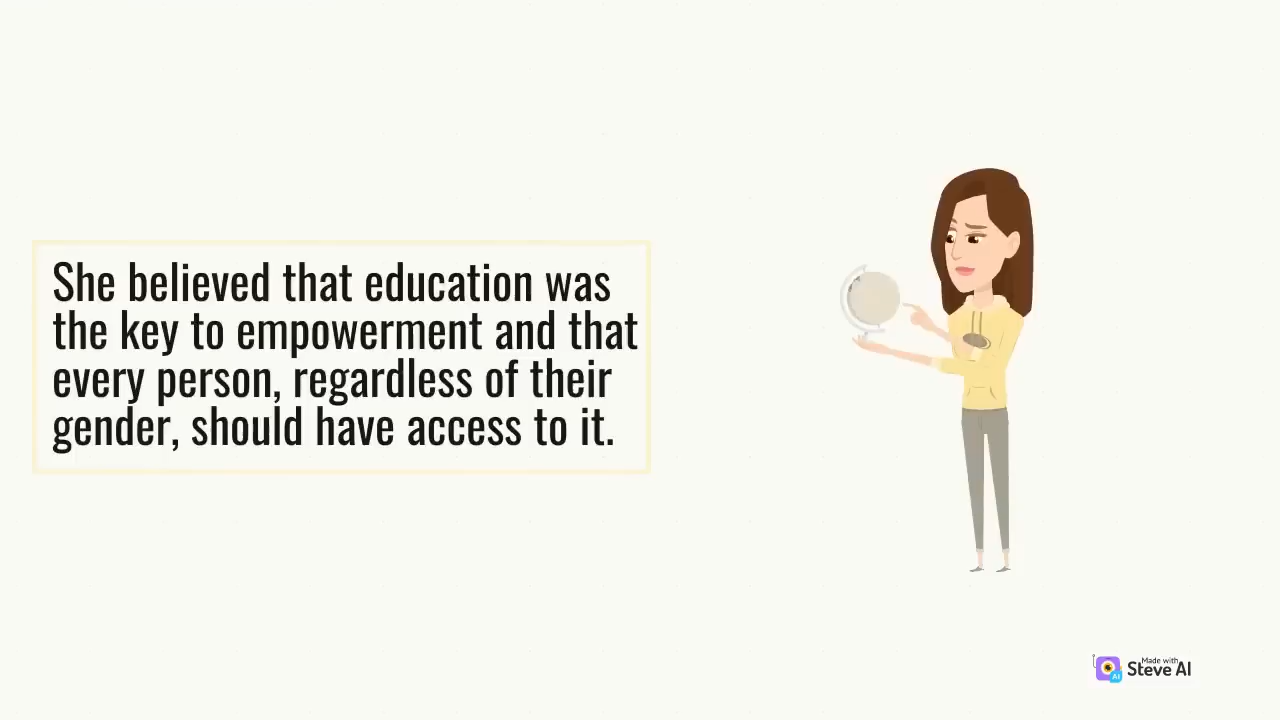 She believed that education was
the key to empowerment and that
every person, regardless of their
gender, should have access to it.
Made with
Steve AI
AI